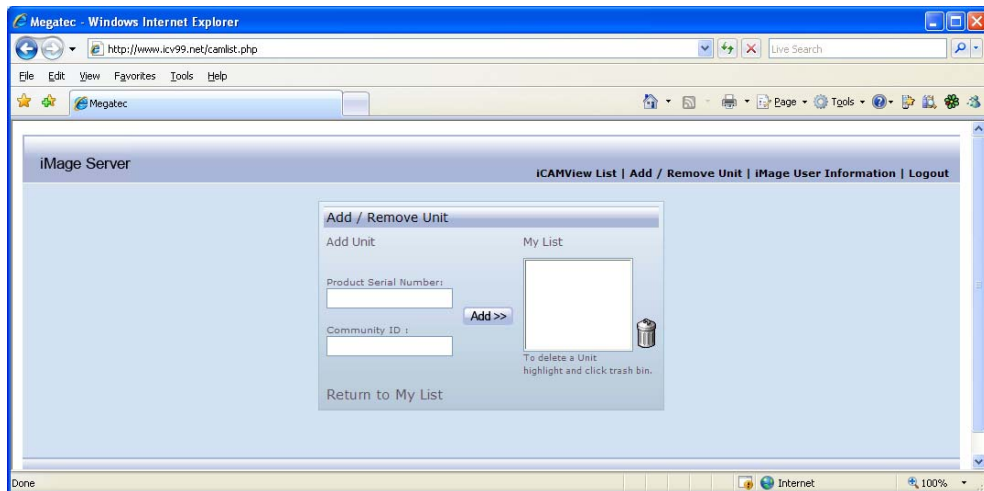 Megatec - Windows Internet Explorer
http://www.icv99.net/camlist.php
Live Search
File Edit View Favorites Tools Help
Megatec
Page Tools
iMage Server
iCAMView List | Add / Remove Unit | iMage User Information | Logout
Add / Remove Unit
Add Unit
My List
Product Serial Number:
Add >>
Community ID :
To delete a Unit
highlight and click trash bin.
Return to My List
Done
Internet
100%